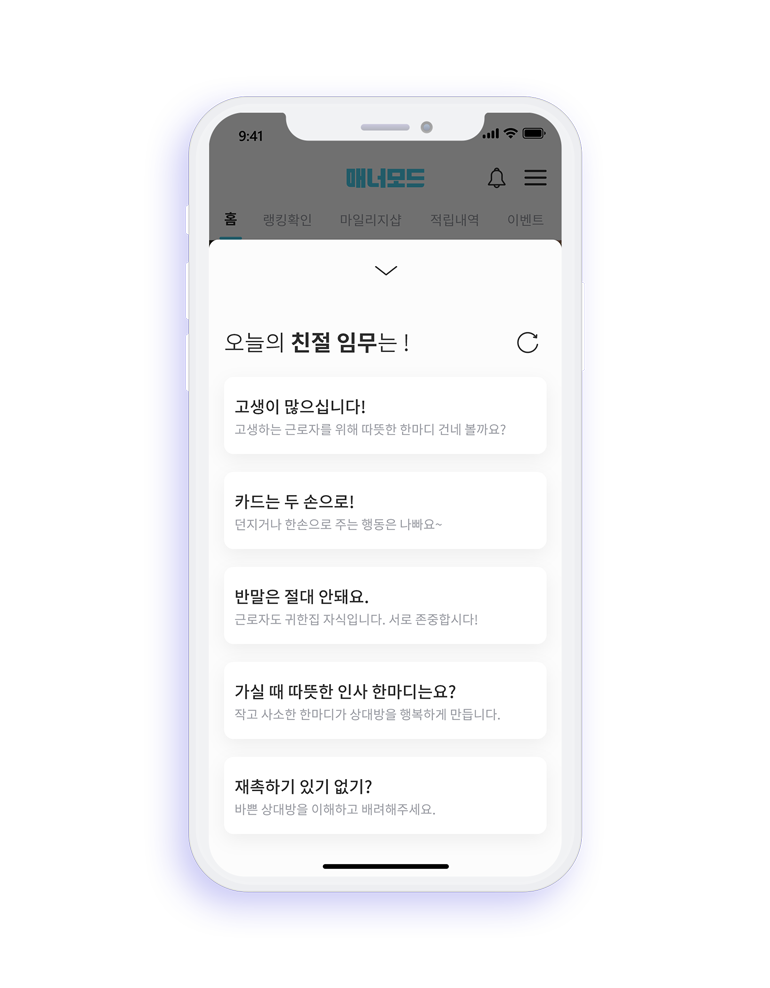 9:41
매너모드
홈 랭킹확인 마일리지샵 적립내역 이벤트
오늘의 친절 임무는 !
고생이 많으십니다!
고생하는 근로자를 위해 따뜻한 한마디 건네 볼까요?
카드는 두 손으로!
던지거나 한손으로 주는 행동은 나빠요~
반말은 절대 안돼요.
근로자도 귀한집 자식입니다. 서로 존중합시다!
가실 때 따뜻한 인사 한마디는요?
작고 사소한 한마디가 상대방을 행복하게 만듭니다.
재촉하기 있기 없기?
바쁜 상대방을 이해하고 배려해주세요.